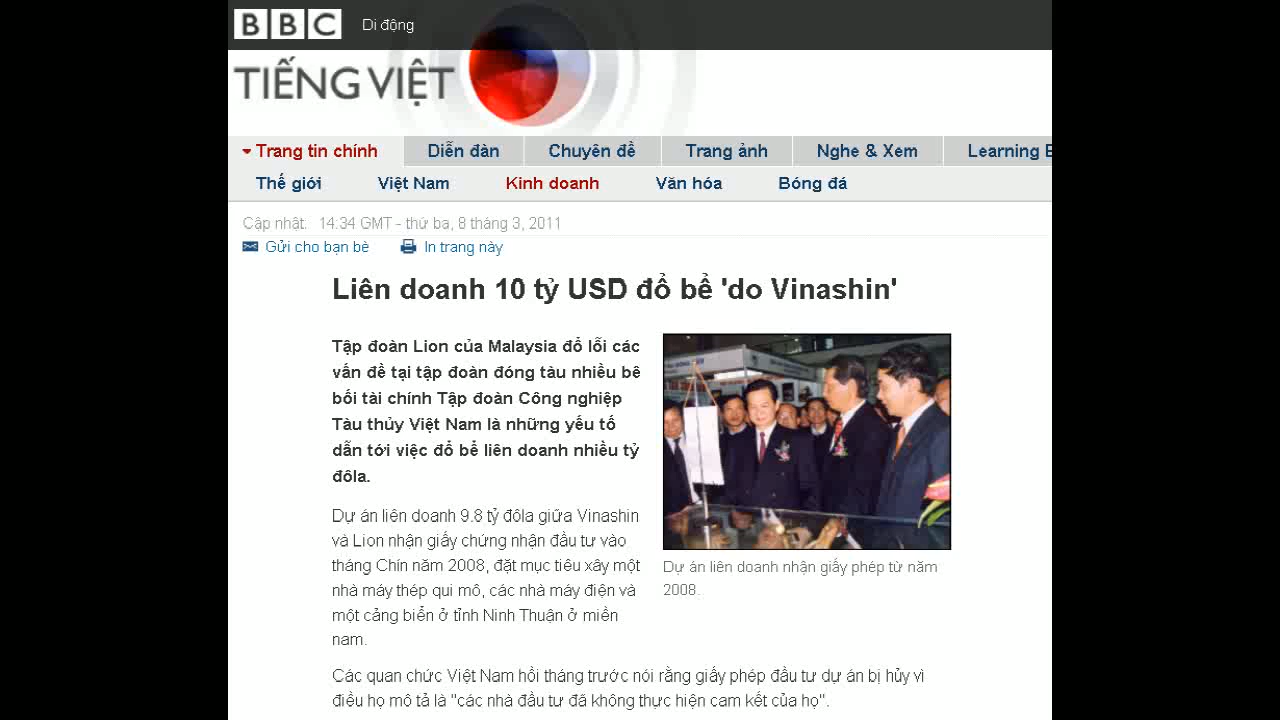 BBC Di động
TIẾNG VIỆT
Trang tin chính Diễn đàn Chuyên đề Trang ảnh Nghe & Xem Learning E
Thế giới Việt Nam Kinh doanh Văn hóa Bóng đá
Cập nhật: 14:34 GMT - thứ ba, 8 tháng 3, 2011
Gửi cho bạn bè In trang này
Liên doanh 10 tỷ USD đổ bể 'do Vinashin'
Tập đoàn Lion của Malaysia đổ lỗi các
vấn đề tại tập đoàn đóng tàu nhiều bê
bối tài chính Tập đoàn Công nghiệp
Tàu thủy Việt Nam là những yếu tố
dẫn tới việc đổ bể liên doanh nhiều tỷ
đôla.
Dự án liên doanh 9.8 tỷ đôla giữa Vinashin
và Lion nhận giấy chứng nhận đầu tư vào
tháng Chín năm 2008, đặt mục tiêu xây một
nhà máy thép qui mô, các nhà máy điện và
một cảng biển ở tỉnh Ninh Thuận ở miền
nam.
Dự án liên doanh nhận giấy phép từ năm
2008.
Các quan chức Việt Nam hồi tháng trước nói rằng giấy phép đầu tư dự án bị hủy vì
điều họ mô tả là "các nhà đầu tư đã không thực hiện cam kết của họ".